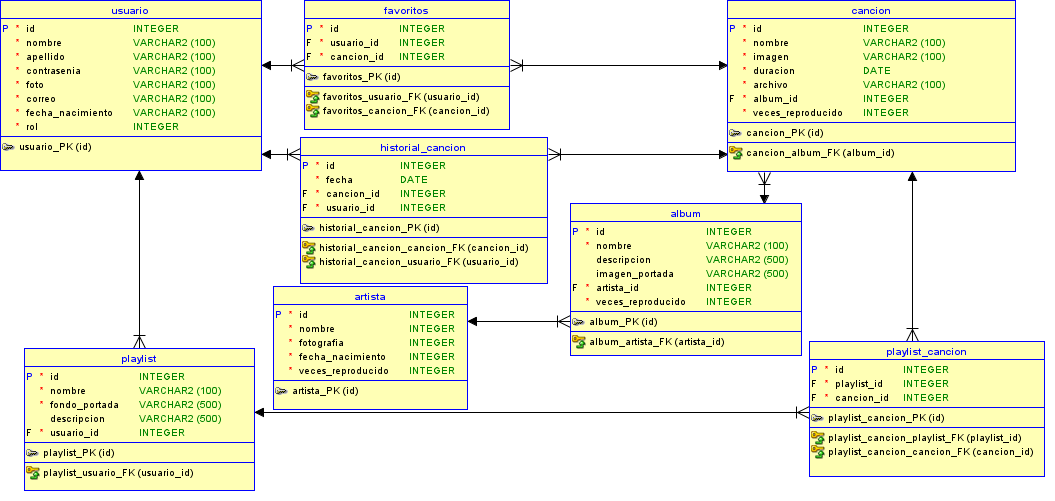 usuario
P * id INTEGER
* nombre VARCHAR2 (100)
* apellido VARCHAR2 (100)
* contrasenia VARCHAR2 (100)
* foto VARCHAR2 (100)
* correo VARCHAR2 (100)
* fecha_nacimiento VARCHAR2 (100)
* rol INTEGER
usuario_PK (id)
favoritos
P * id INTEGER
F * usuario_id INTEGER
F * cancion_id INTEGER
favoritos_PK (id)
favoritos_usuario_FK (usuario_id)
favoritos_cancion_FK (cancion_id)
cancion
P * id INTEGER
* nombre VARCHAR2 (100)
* imagen VARCHAR2 (100)
* duracion DATE
* archivo VARCHAR2 (100)
F * album_id INTEGER
* veces_reproducido INTEGER
cancion_PK (id)
cancion_album_FK (album_id)
historial_cancion
P * id INTEGER
* fecha DATE
F * cancion_id INTEGER
F * usuario_id INTEGER
historial_cancion_PK (id)
historial_cancion_cancion_FK (cancion_id)
historial_cancion_usuario_FK (usuario_id)
album
P * id INTEGER
* nombre VARCHAR2 (100)
descripcion VARCHAR2 (500)
imagen_portada VARCHAR2 (500)
F * artista_id INTEGER
* veces_reproducido INTEGER
album_PK (id)
album_artista_FK (artista_id)
artista
P * id INTEGER
* nombre INTEGER
* fotografia INTEGER
* fecha_nacimiento INTEGER
* veces_reproducido INTEGER
artista_PK (id)
playlist
P * id INTEGER
* nombre VARCHAR2 (100)
* fondo_portada VARCHAR2 (500)
descripcion VARCHAR2 (500)
F * usuario_id INTEGER
playlist_PK (id)
playlist_usuario_FK (usuario_id)
playlist_cancion
P * id INTEGER
F * playlist_id INTEGER
F * cancion_id INTEGER
playlist_cancion_PK (id)
playlist_cancion_playlist_FK (playlist_id)
playlist_cancion_cancion_FK (cancion_id)